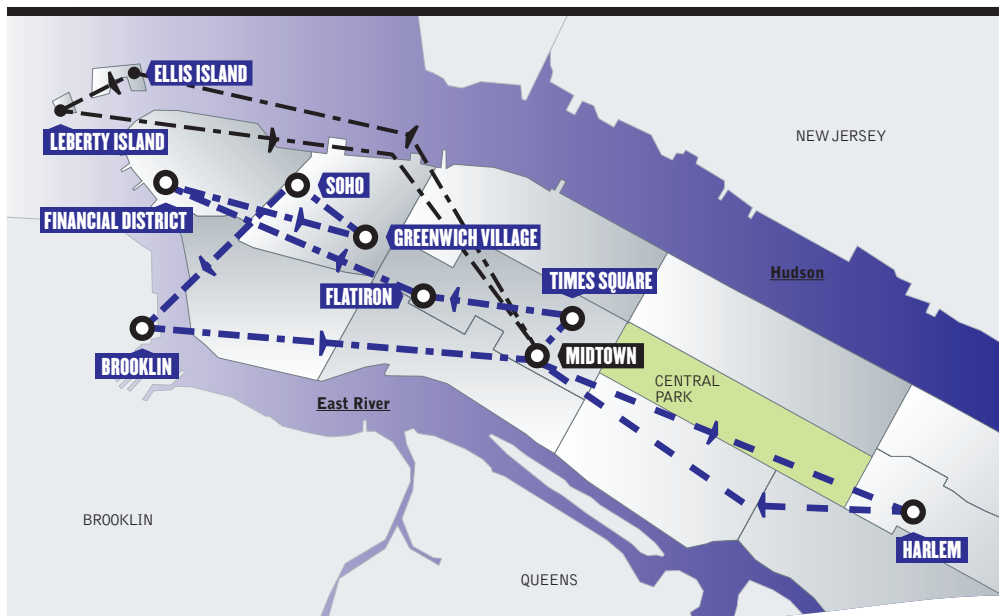 ELLIS ISLAND
LEBERTY ISLAND
NEW JERSEY
SOHO
FINANCIAL DISTRICT
GREENWICH VILLAGE
Hudson
TIMES SQUARE
FLATIRON
MIDTOWN
BROOKLIN
CENTRAL
PARK
East River
BROOKLIN
HARLEM
QUEENS